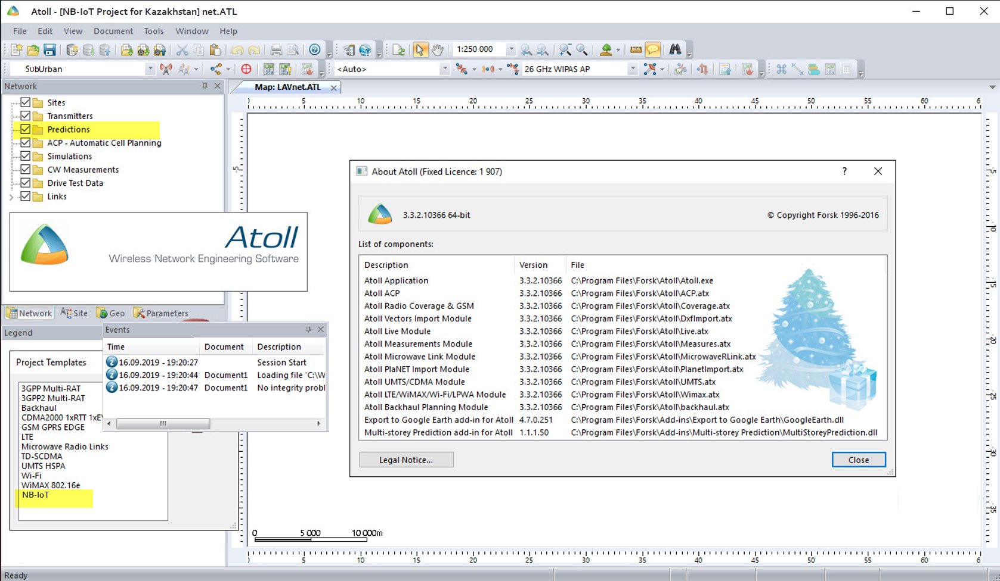 Atoll - [NB-IoT Project for Kazakhstan] net.ATL
File Edit View Document Tools Window Help
1:250 000
SubUrban <Auto> 26 GHz WIPAS AP
Network
Map: LAVnet.ATL
Sites
Transmitters
Predictions
ACP - Automatic Cell Planning
Simulations
CW Measurements
Drive Test Data
Links
Atoll
Wireless Network Engineering Software
Network Site Geo Parameters
Legend
Project Templates
3GPP Multi-RAT
3GPP2 Multi-RAT
Backhaul
CDMA2000 1xRTT 1xEV
GSM GPRS EDGE
LTE
Microwave Radio Links
TD-SCDMA
UMTS HSPA
Wi-Fi
WiMAX 802.16e
NB-IoT
Events
Time Document Description
16.09.2019 - 19:20:27 Session Start
16.09.2019 - 19:20:44 Document1 Loading file 'C:\W
16.09.2019 - 19:20:47 Document1 No integrity probl
5 10 15 20 25 30 35 40 45 50 55 60
About Atoll (Fixed Licence: 1 907)
?
3.3.2.10366 64-bit © Copyright Forsk 1996-2016
List of components:
Description Version File
Atoll Application 3.3.2.10366 C:\Program Files\Forsk\Atoll\Atoll.exe
Atoll ACP 3.3.2.10366 C:\Program Files\Forsk\Atoll\ACP.atx
Atoll Radio Coverage & GSM 3.3.2.10366 C:\Program Files\Forsk\Atoll\Coverage.atx
Atoll Vectors Import Module 3.3.2.10366 C:\Program Files\Forsk\Atoll\DxfImport.atx
Atoll Live Module 3.3.2.10366 C:\Program Files\Forsk\Atoll\Live.atx
Atoll Measurements Module 3.3.2.10366 C:\Program Files\Forsk\Atoll\Measures.atx
Atoll Microwave Link Module 3.3.2.10366 C:\Program Files\Forsk\Atoll\MicrowaveRLink.atx
Atoll PlaNET Import Module 3.3.2.10366 C:\Program Files\Forsk\Atoll\PlanetImport.atx
Atoll UMTS/CDMA Module 3.3.2.10366 C:\Program Files\Forsk\Atoll\UMTS.atx
Atoll LTE/WiMAX/Wi-Fi/LPWA Module 3.3.2.10366 C:\Program Files\Forsk\Atoll\Wimax.atx
Atoll Backhaul Planning Module 3.3.2.10366 C:\Program Files\Forsk\Atoll\backhaul.atx
Export to Google Earth add-in for Atoll 4.7.0.251 C:\Program Files\Forsk\Add-ins\Export to Google Earth\GoogleEarth.dll
Multi-storey Prediction add-in for Atoll 1.1.1.50 C:\Program Files\Forsk\Add-ins\Multi-storey Prediction\MultiStoreyPrediction.dll
Legal Notice... Close
-5
-5
-10
-15
-20
-25
-30
-35
0 5 000 10 000m
5 10 15 20 25 30 35 40 45 50 55 60
Ready